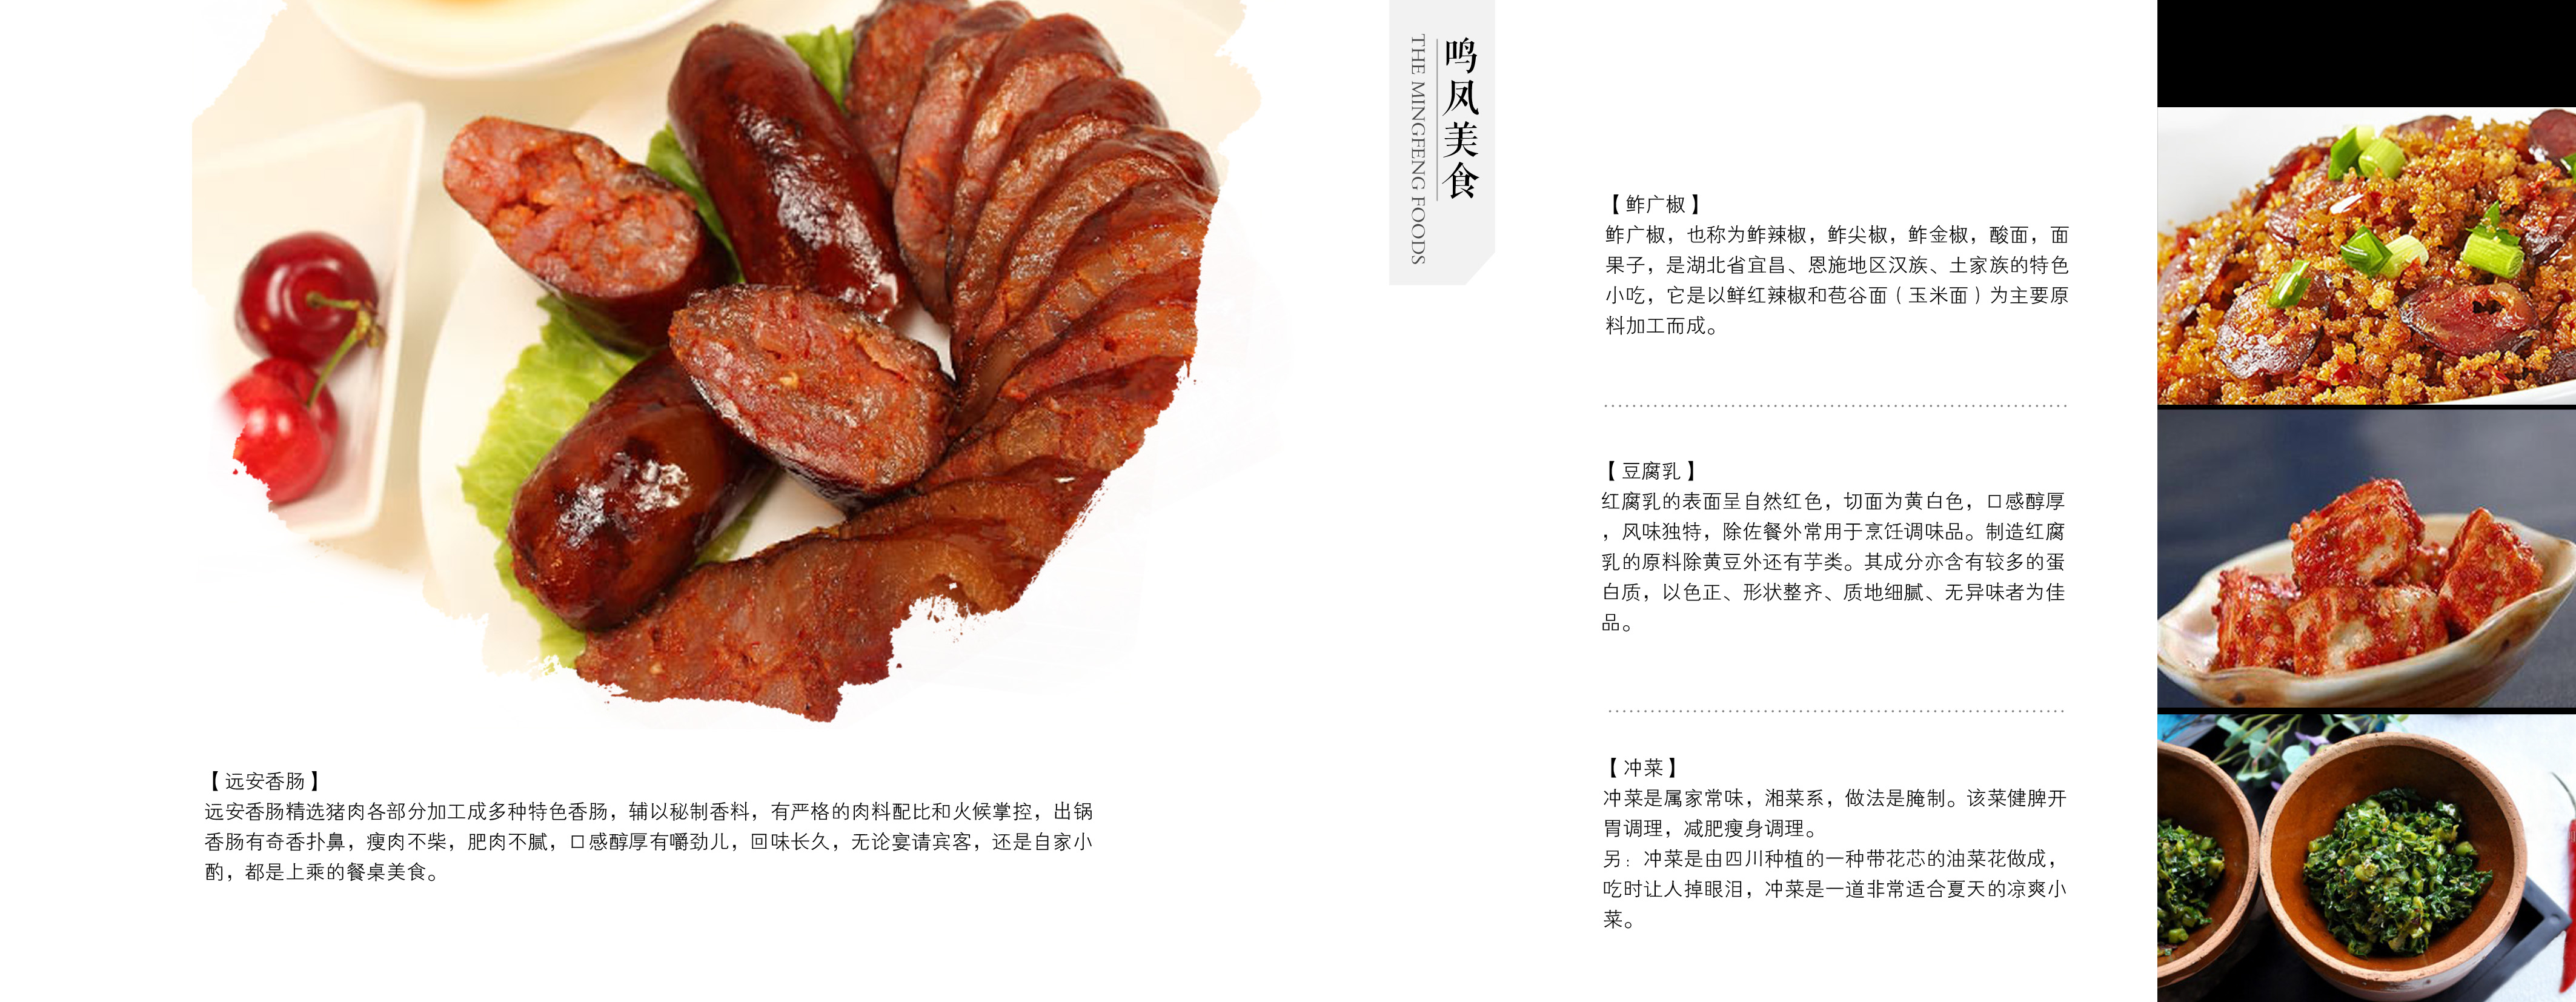 【远安香肠】
远安香肠精选猪肉各部分加工成多种特色香肠，辅以秘制香料，有严格的肉料配比和火候掌控，出锅
香肠有奇香扑鼻，瘦肉不柴，肥肉不腻，口感醇厚有嚼劲儿，回味长久，无论宴请宾客，还是自家小
酌，都是上乘的餐桌美食。
鸣凤美食
THE MINGFENG FOODS
【鲊广椒】
鲊广椒，也称为鲊辣椒，鲊尖椒，鲊金椒，酸面，面
果子，是湖北省宜昌、恩施地区汉族、土家族的特色
小吃，它是以鲜红辣椒和苞谷面（玉米面）为主要原
料加工而成。
【豆腐乳】
红腐乳的表面呈自然红色，切面为黄白色，口感醇厚
，风味独特，除佐餐外常用于烹饪调味品。制造红腐
乳的原料除黄豆外还有芋类。其成分亦含有较多的蛋
白质，以色正、形状整齐、质地细腻、无异味者为佳
品。
【冲菜】
冲菜是属家常味，湘菜系，做法是腌制。该菜健脾开
胃调理，减肥瘦身调理。
另：冲菜是由四川种植的一种带花芯的油菜花做成，
吃时让人掉眼泪，冲菜是一道非常适合夏天的凉爽小
菜。